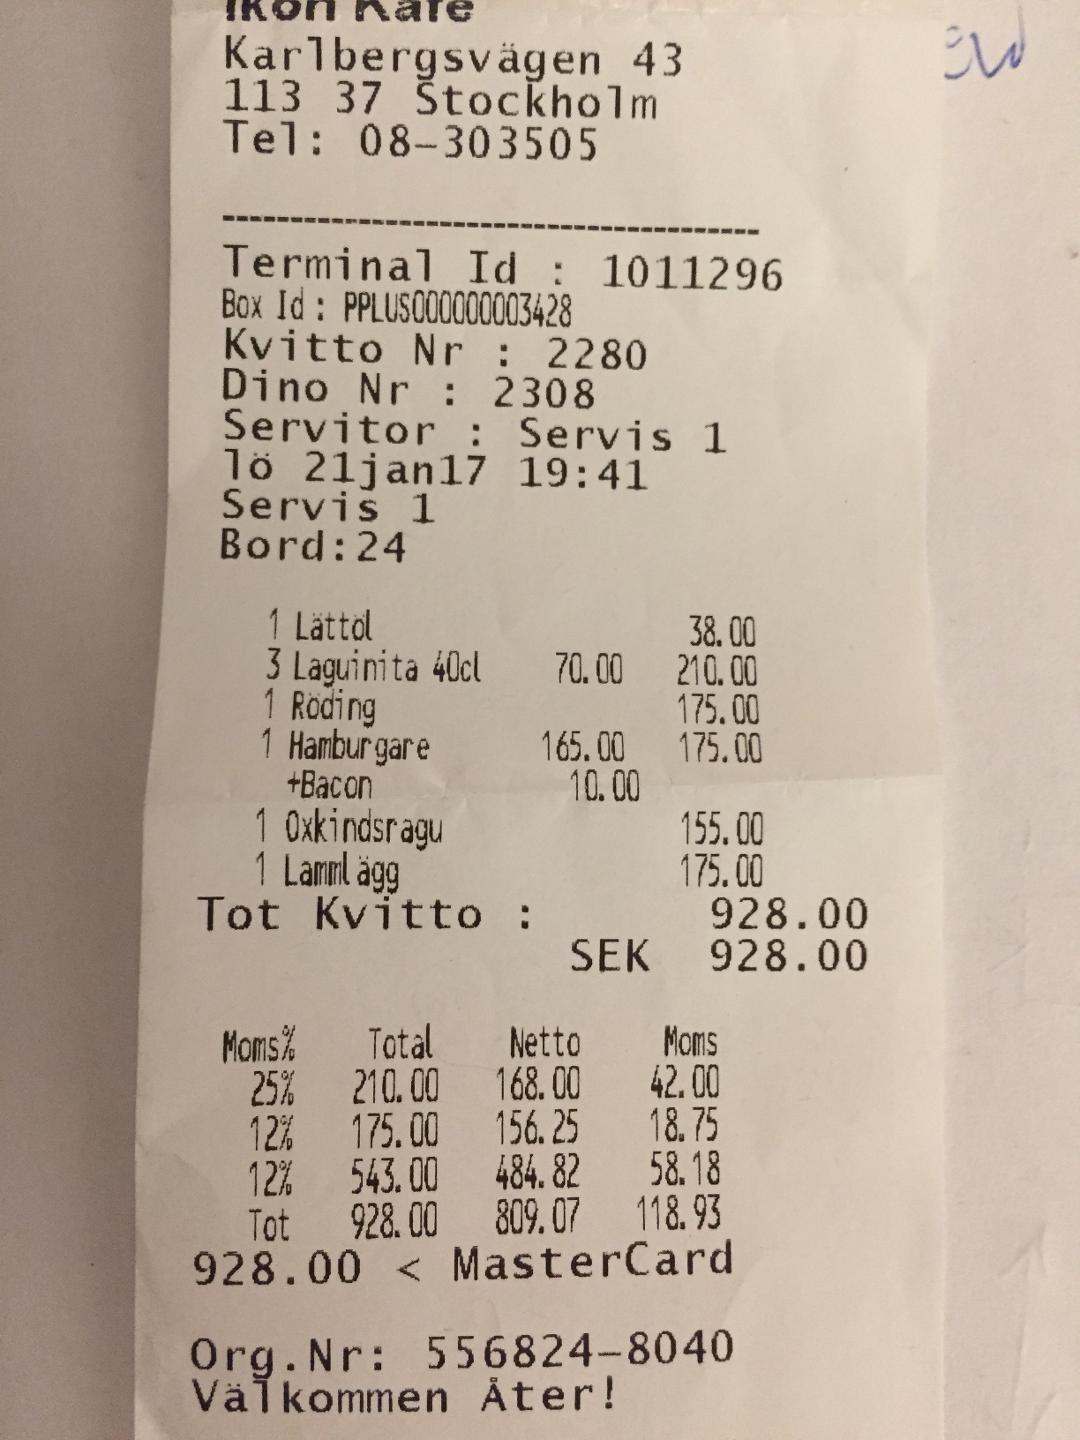 Ikon Kafe
Karlbergsvägen 43
113 37 Stockholm
Tel: 08-303505
----------------------------------------
Terminal Id : 1011296
Box Id : PPLUS000000003428
Kvitto Nr : 2280
Dino Nr : 2308
Servitor : Servis 1
lö 21jan17 19:41
Servis 1
Bord:24
1 Lättöl 38.00
3 Laguinita 40cl 70.00 210.00
1 Röding 175.00
1 Hamburgare 165.00 175.00
+Bacon 10.00
1 Oxkindsragu 155.00
1 Lammlägg 175.00
Tot Kvitto : 928.00
SEK 928.00
Moms% Total Netto Moms
25% 210.00 168.00 42.00
12% 175.00 156.25 18.75
12% 543.00 484.82 58.18
Tot 928.00 809.07 118.93
928.00 < MasterCard
Org.Nr: 556824-8040
Välkommen Åter!